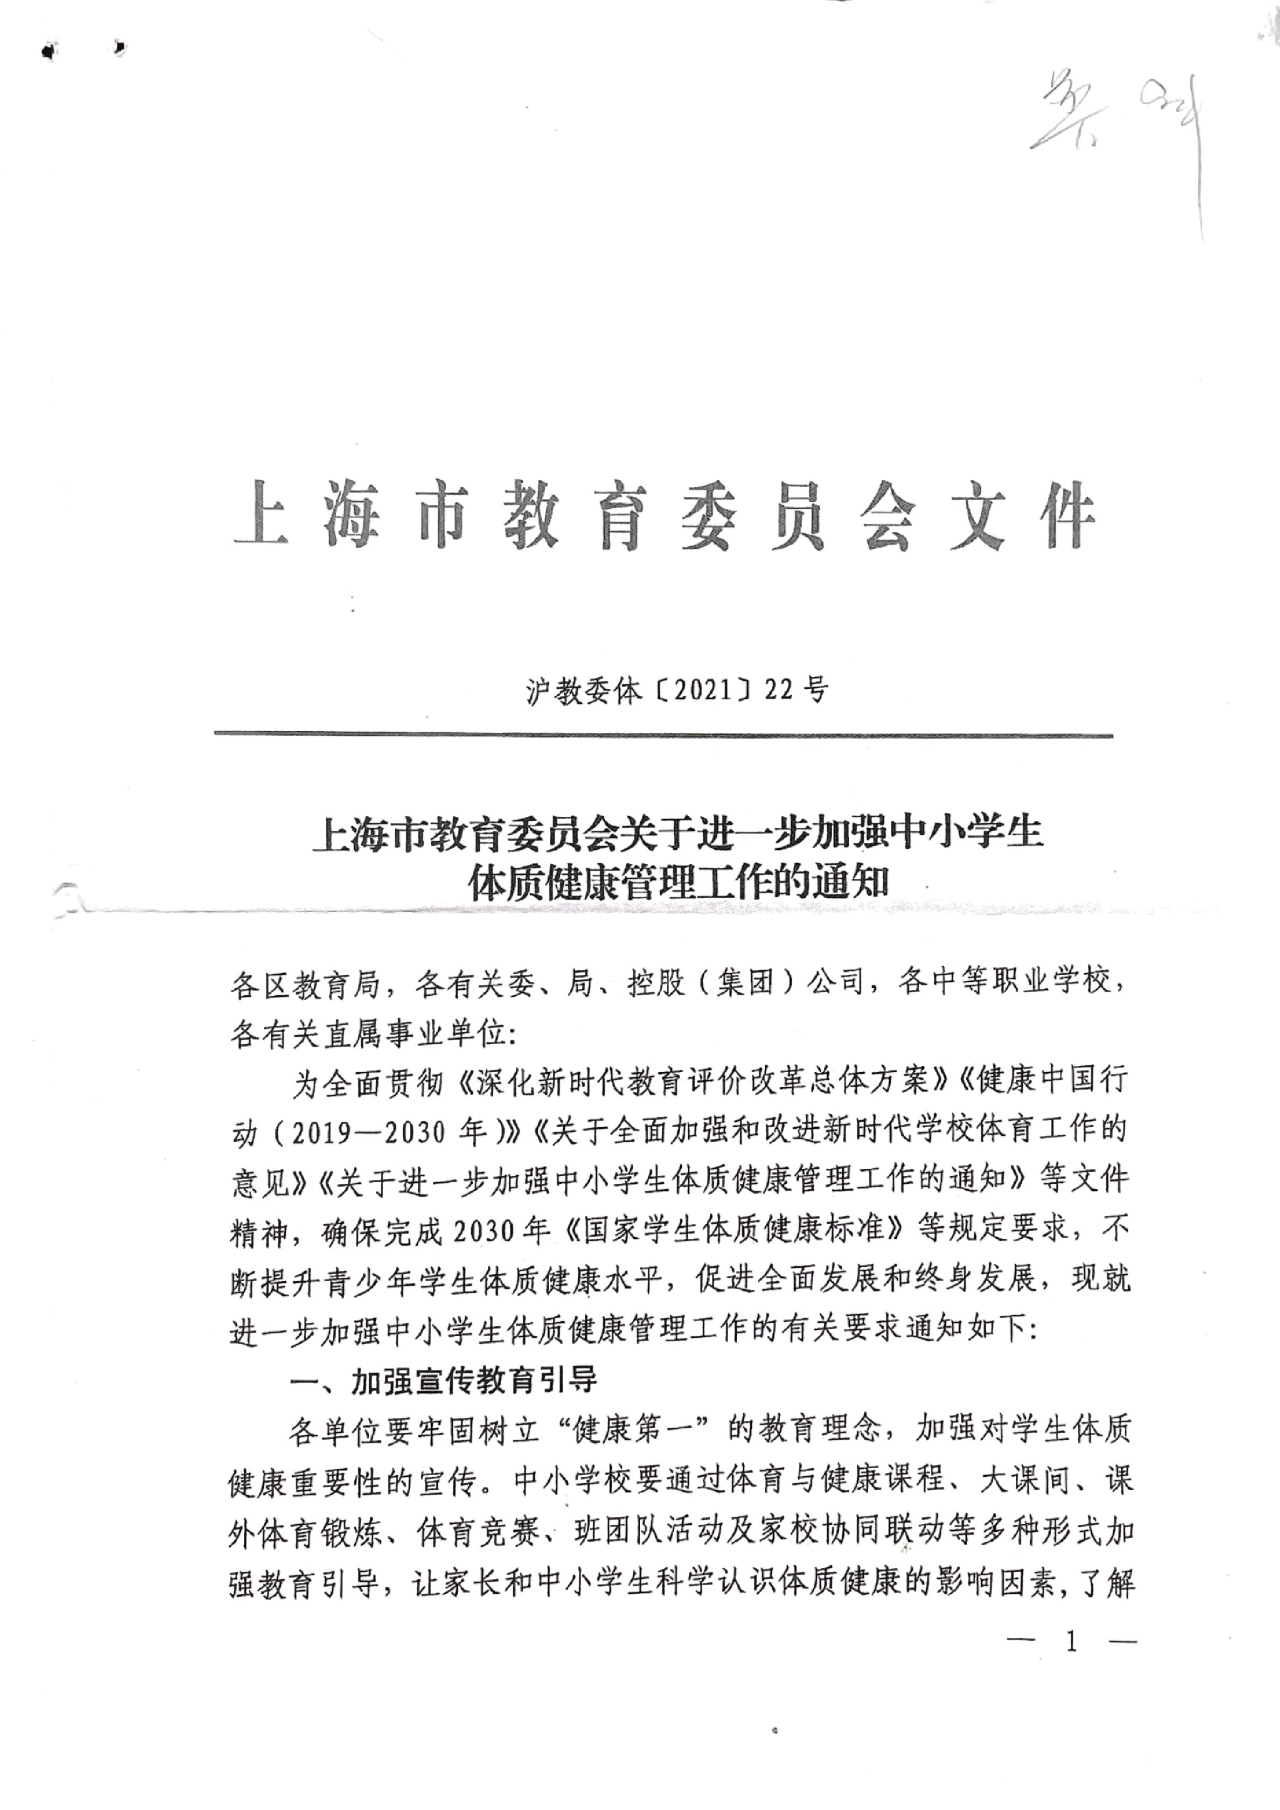 上海市教育委员会文件
沪教委体〔2021〕22号
上海市教育委员会关于进一步加强中小学生
体质健康管理工作的通知
各区教育局，各有关委、局、控股（集团）公司，各中等职业学校，
各有关直属事业单位：
为全面贯彻《深化新时代教育评价改革总体方案》《健康中国行
动（2019—2030 年）》《关于全面加强和改进新时代学校体育工作的
意见》《关于进一步加强中小学生体质健康管理工作的通知》等文件
精神，确保完成 2030 年《国家学生体质健康标准》等规定要求，不
断提升青少年学生体质健康水平，促进全面发展和终身发展，现就
进一步加强中小学生体质健康管理工作的有关要求通知如下：
一、加强宣传教育引导
各单位要牢固树立“健康第一”的教育理念，加强对学生体质
健康重要性的宣传。中小学校要通过体育与健康课程、大课间、课
外体育锻炼、体育竞赛、班团队活动及家校协同联动等多种形式加
强教育引导，让家长和中小学生科学认识体质健康的影响因素，了解
— 1 —